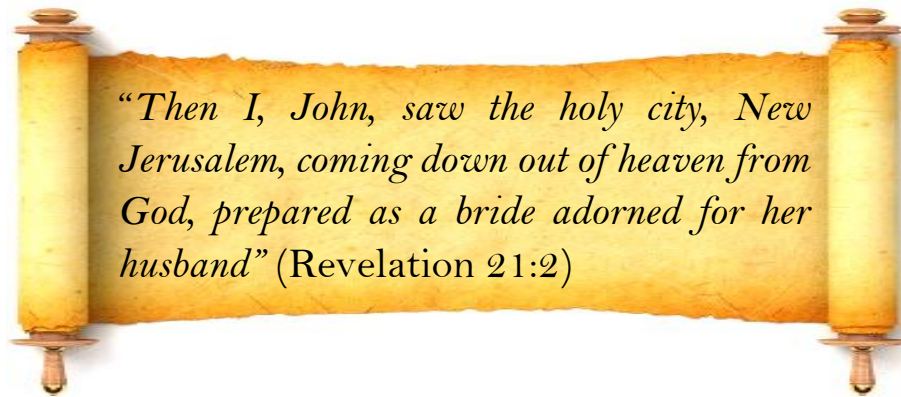 “Then I, John, saw the holy city, New
Jerusalem, coming down out of heaven from
God, prepared as a bride adorned for her
husband” (Revelation 21:2)